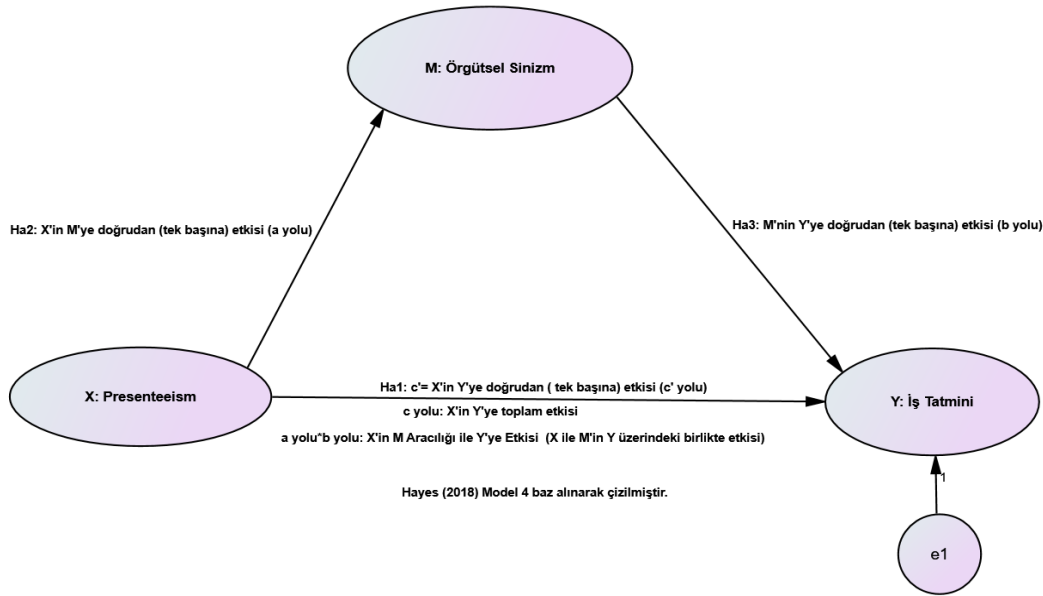 M: Örgütsel Sinizm
Ha2: X'in M'ye doğrudan (tek başına) etkisi (a yolu)
Ha3: M'nin Y'ye doğrudan (tek başına) etkisi (b yolu)
X: Presenteeism
Ha1: c'= X'in Y'ye doğrudan ( tek başına) etkisi (c' yolu)
c yolu: X'in Y'ye toplam etkisi
a yolu*b yolu: X'in M Aracılığı ile Y'ye Etkisi (X ile M'in Y üzerindeki birlikte etkisi)
Y: İş Tatmini
1
Hayes (2018) Model 4 baz alınarak çizilmiştir.
e1